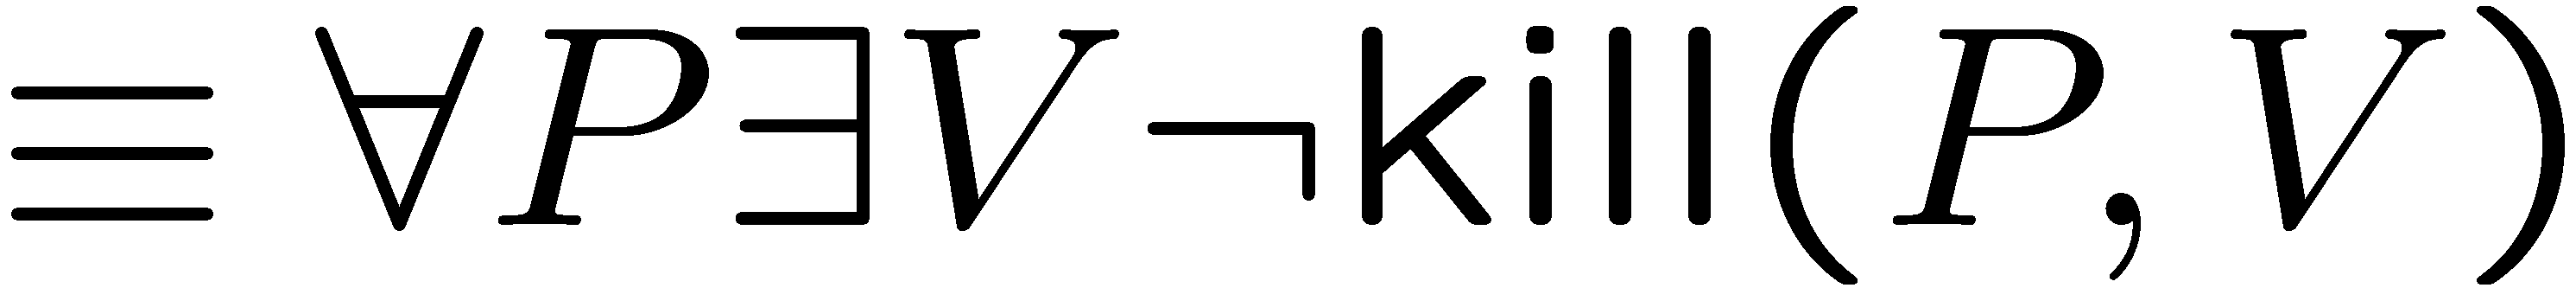 ≡ ∀P∃V ¬kill(P, V)